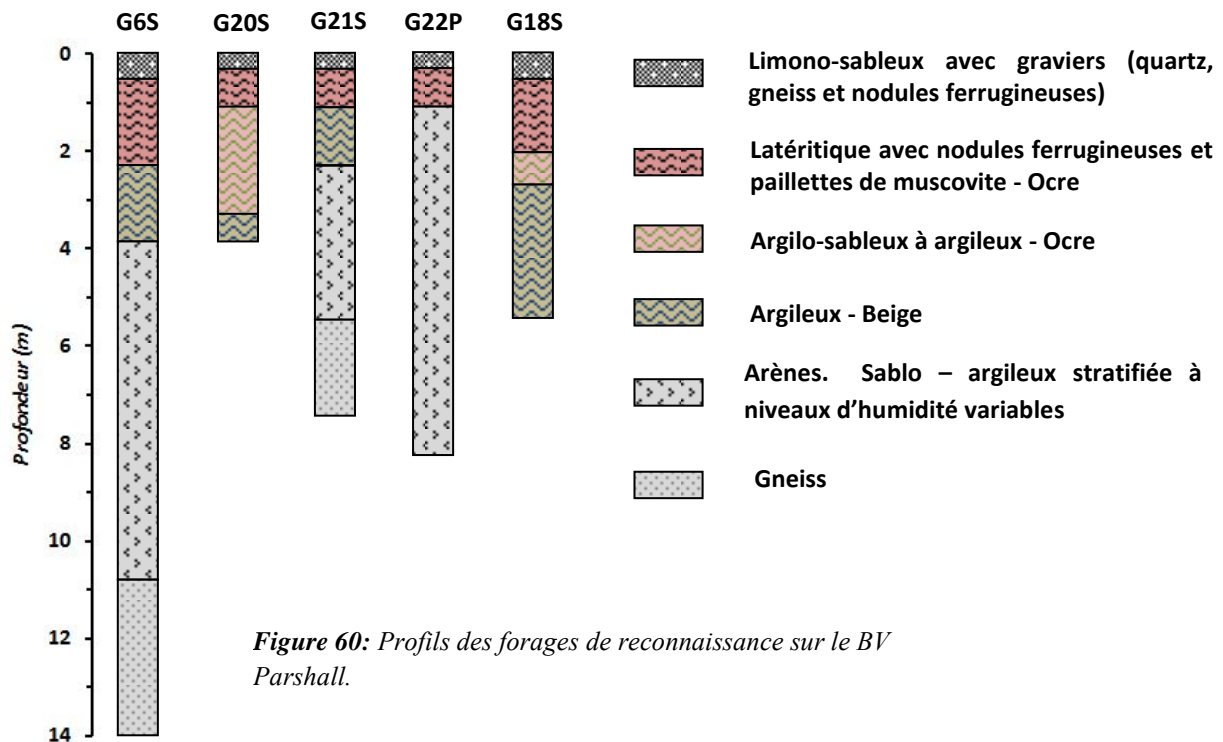 G6S G20S G21S G22P G18S
0
2
4
6
8
10
12
14
Profondeur (m)
Limono-sableux avec graviers (quartz,
gneiss et nodules ferrugineuses)
Latéritique avec nodules ferrugineuses et
paillettes de muscovite - Ocre
Argilo-sableux à argileux - Ocre
Argileux - Beige
Arènes. Sablo – argileux stratifiée à
niveaux d’humidité variables
Gneiss
Figure 60: Profils des forages de reconnaissance sur le BV
Parshall.